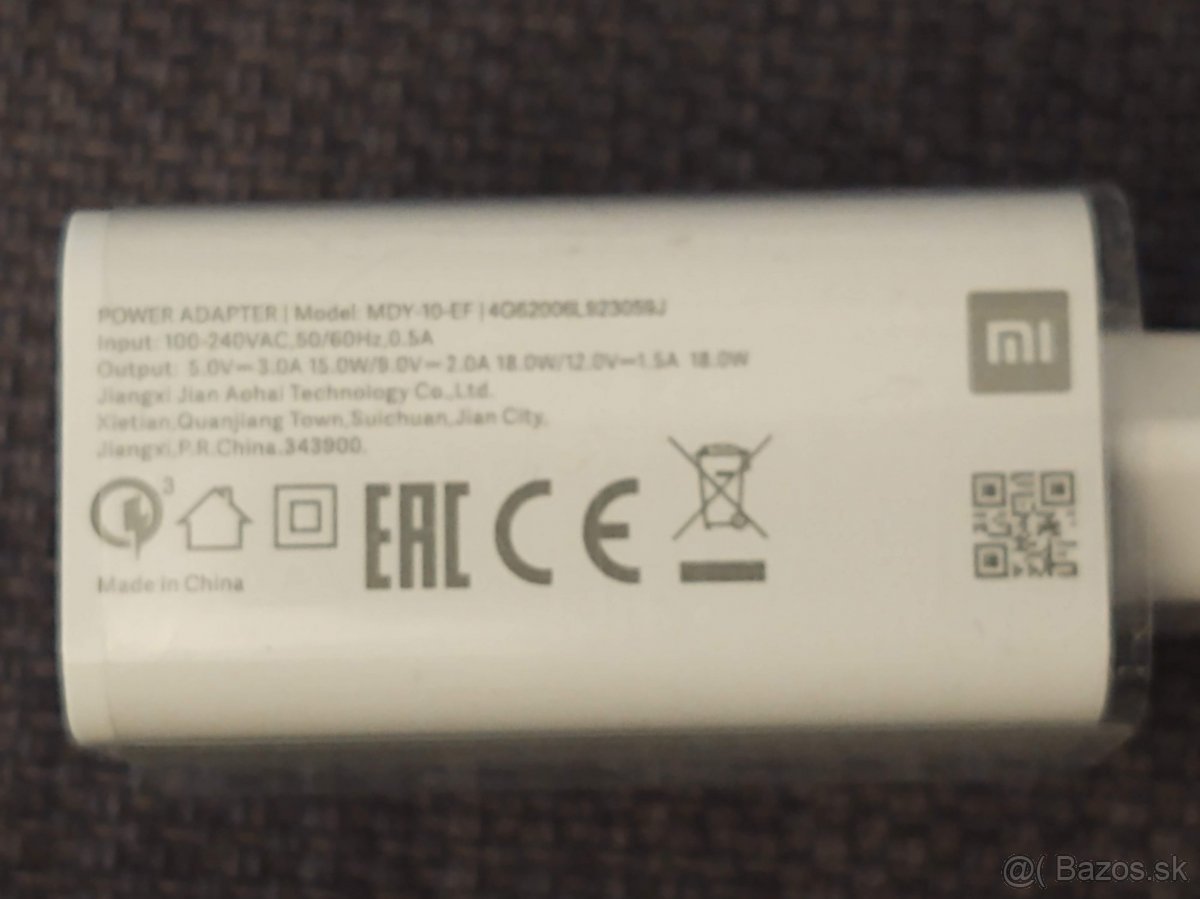 POWER ADAPTER | Model: MDY-10-EF | 4G62006L923059J
Input: 100-240VAC,50/60Hz,0.5A
Output: 5.0V⎓3.0A 15.0W/9.0V⎓2.0A 18.0W/12.0V⎓1.5A 18.0W
Jiangxi Jian Aohai Technology Co.,Ltd.
Xietian,Quanjiang Town,Suichuan,Jian City,
Jiangxi,P.R.China.343900.
3
EAC CE
Made in China
mi
@( Bazos.sk